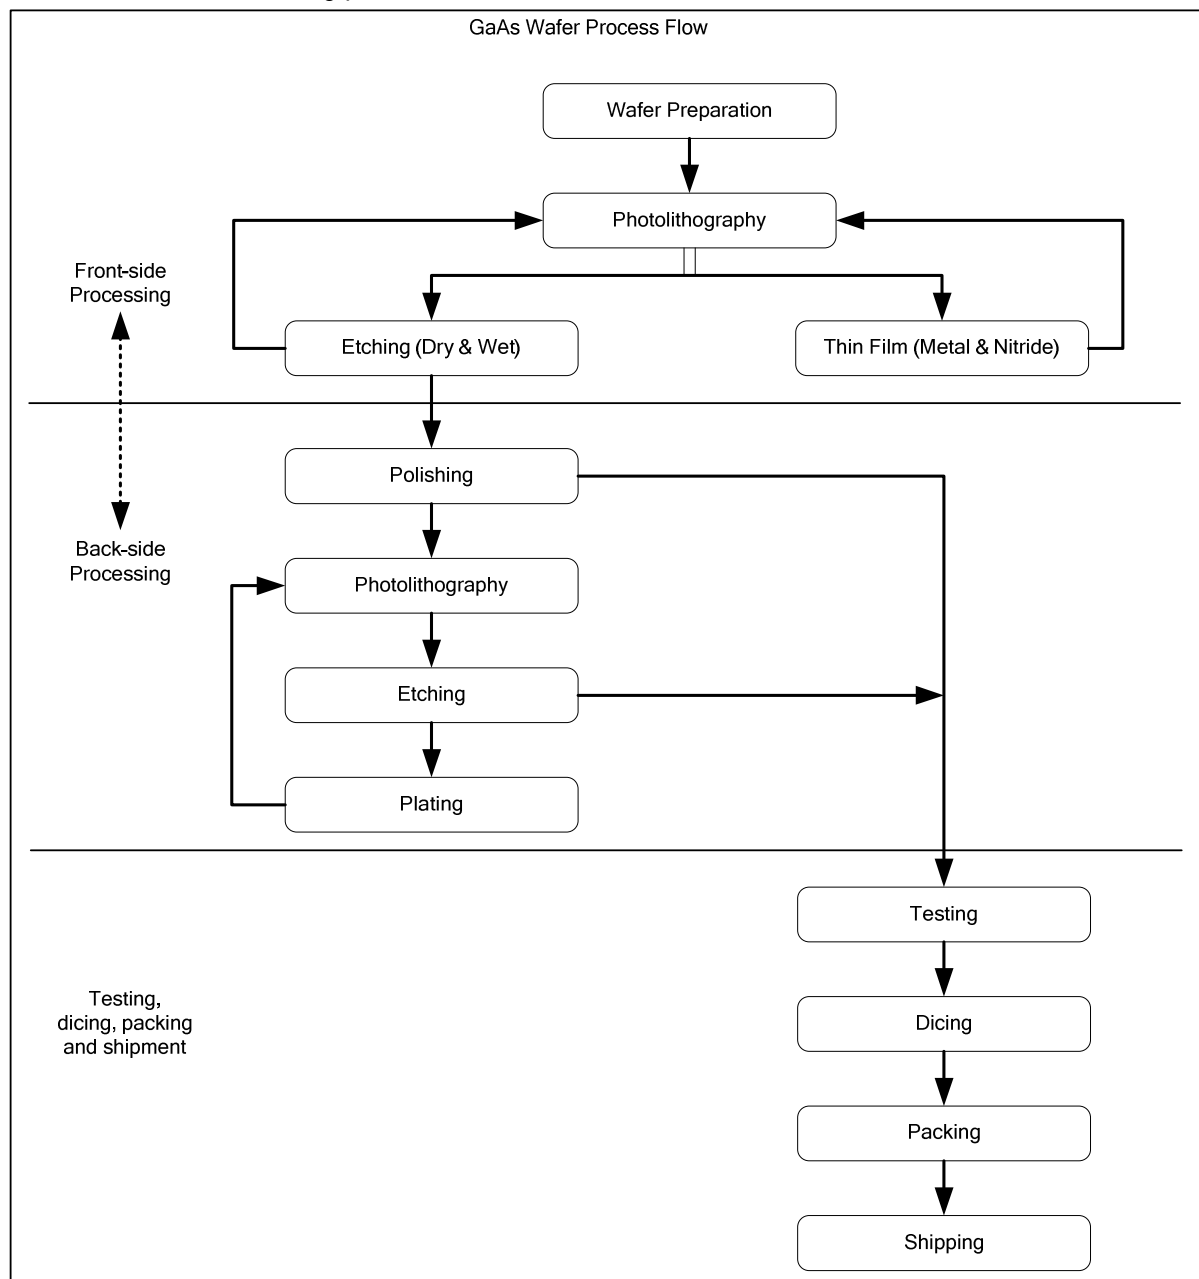 GaAs Wafer Process Flow
Wafer Preparation
Photolithography
Front-side
Processing
Etching (Dry & Wet)
Thin Film (Metal & Nitride)
Polishing
Back-side
Processing
Photolithography
Etching
Plating
Testing
Testing,
dicing, packing
and shipment
Dicing
Packing
Shipping